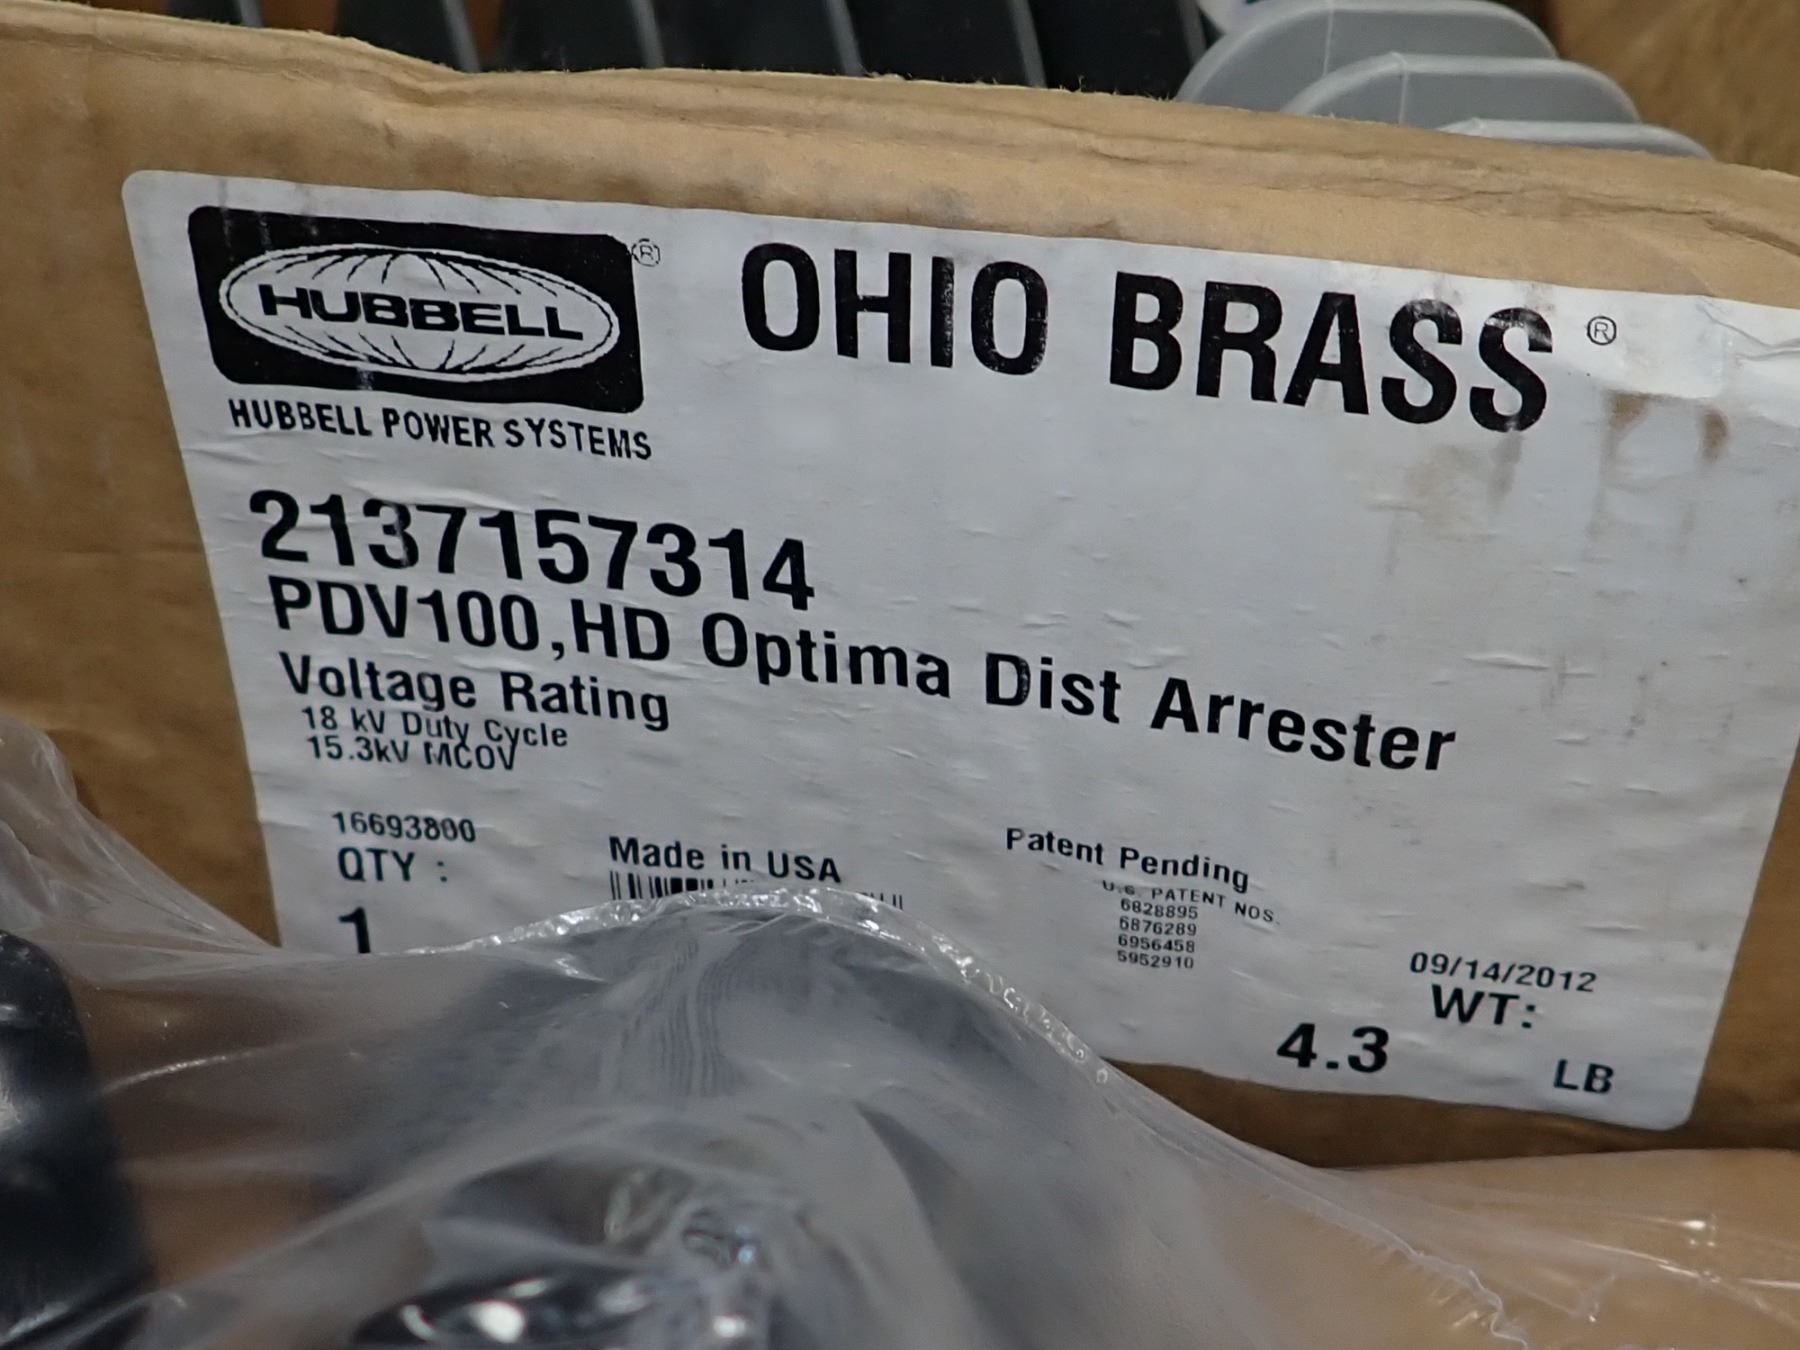 HUBBELL ®
HUBBELL POWER SYSTEMS
OHIO BRASS ®
2137157314
PDV100,HD Optima Dist Arrester
Voltage Rating
18 kV Duty Cycle
15.3kV MCOV
16693800
QTY :
1
Made in USA
Patent Pending
U.S. PATENT NOS.
6828895
6876289
6956458
5952910
09/14/2012
WT:
4.3 LB